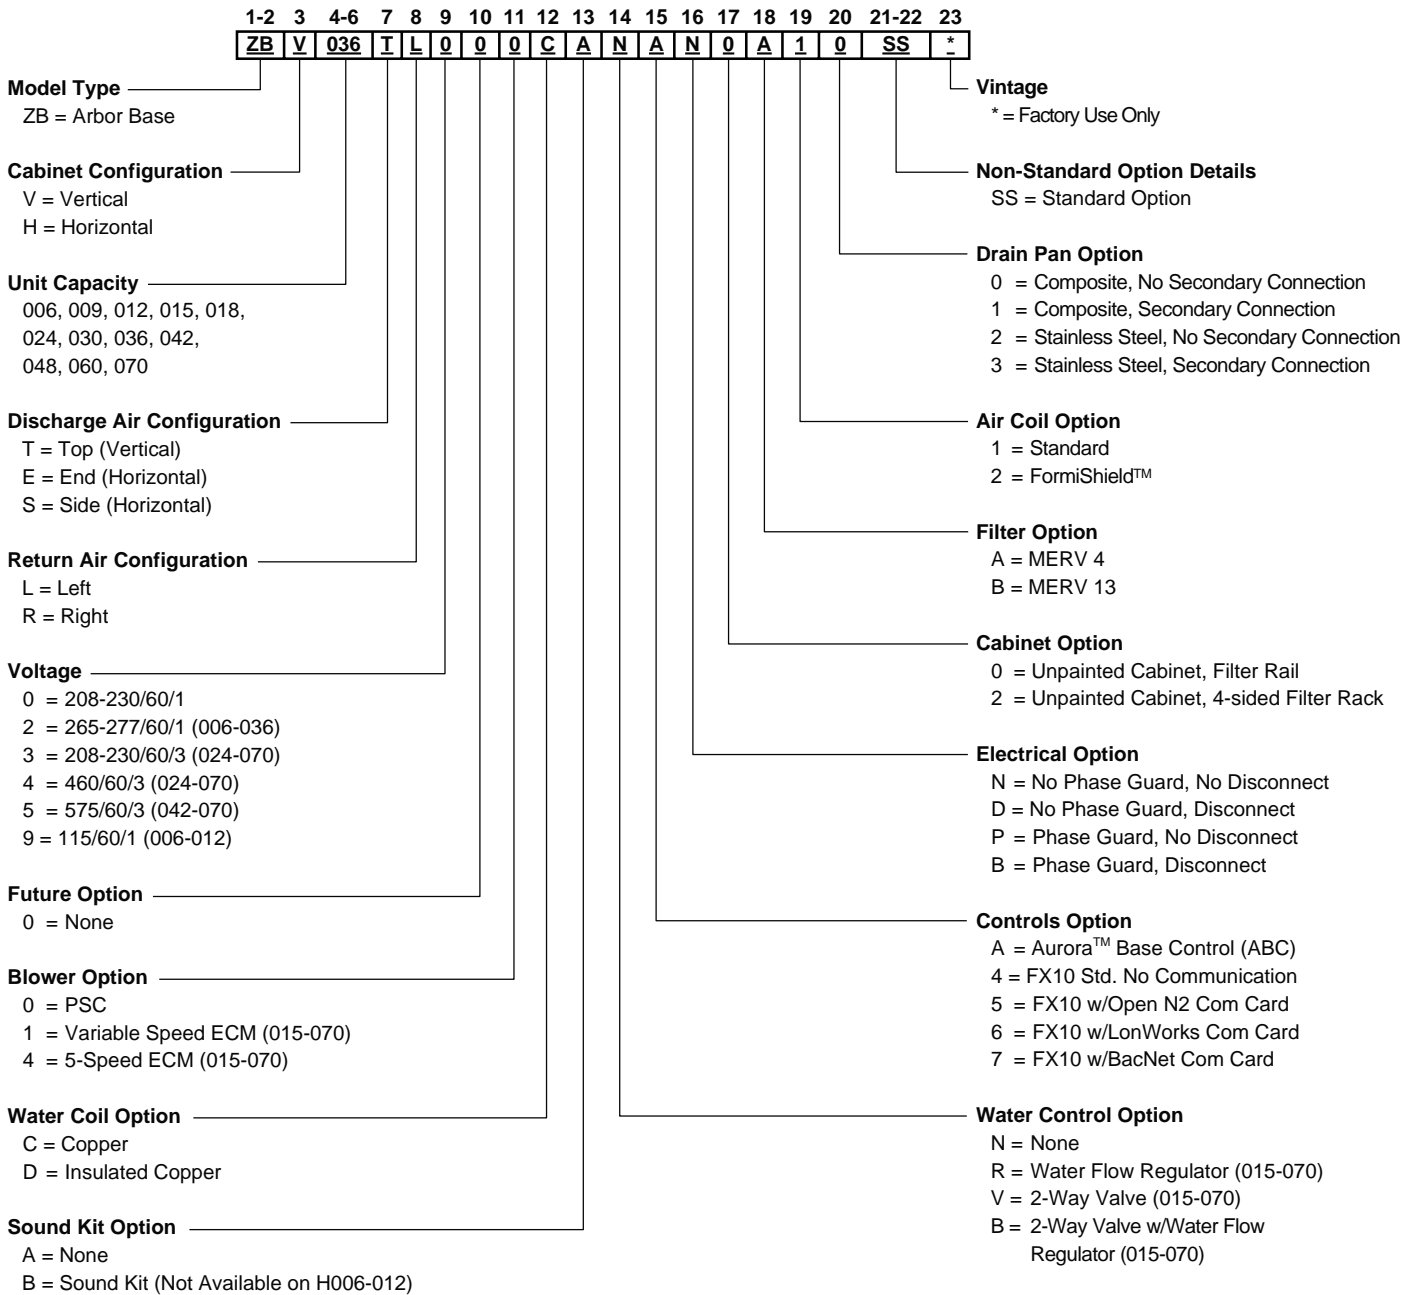 1-2 3 4-6 7 8 9 10 11 12 13 14 15 16 17 18 19 20 21-22 23
ZB V 036 T L 0 0 0 C A N A N 0 A 1 0 SS *
Model Type
ZB = Arbor Base
Cabinet Configuration
V = Vertical
H = Horizontal
Unit Capacity
006, 009, 012, 015, 018,
024, 030, 036, 042,
048, 060, 070
Discharge Air Configuration
T = Top (Vertical)
E = End (Horizontal)
S = Side (Horizontal)
Return Air Configuration
L = Left
R = Right
Voltage
0 = 208-230/60/1
2 = 265-277/60/1 (006-036)
3 = 208-230/60/3 (024-070)
4 = 460/60/3 (024-070)
5 = 575/60/3 (042-070)
9 = 115/60/1 (006-012)
Future Option
0 = None
Blower Option
0 = PSC
1 = Variable Speed ECM (015-070)
4 = 5-Speed ECM (015-070)
Water Coil Option
C = Copper
D = Insulated Copper
Sound Kit Option
A = None
B = Sound Kit (Not Available on H006-012)
Vintage
* = Factory Use Only
Non-Standard Option Details
SS = Standard Option
Drain Pan Option
0 = Composite, No Secondary Connection
1 = Composite, Secondary Connection
2 = Stainless Steel, No Secondary Connection
3 = Stainless Steel, Secondary Connection
Air Coil Option
1 = Standard
2 = FormiShield™
Filter Option
A = MERV 4
B = MERV 13
Cabinet Option
0 = Unpainted Cabinet, Filter Rail
2 = Unpainted Cabinet, 4-sided Filter Rack
Electrical Option
N = No Phase Guard, No Disconnect
D = No Phase Guard, Disconnect
P = Phase Guard, No Disconnect
B = Phase Guard, Disconnect
Controls Option
A = Aurora™ Base Control (ABC)
4 = FX10 Std. No Communication
5 = FX10 w/Open N2 Com Card
6 = FX10 w/LonWorks Com Card
7 = FX10 w/BacNet Com Card
Water Control Option
N = None
R = Water Flow Regulator (015-070)
V = 2-Way Valve (015-070)
B = 2-Way Valve w/Water Flow
Regulator (015-070)